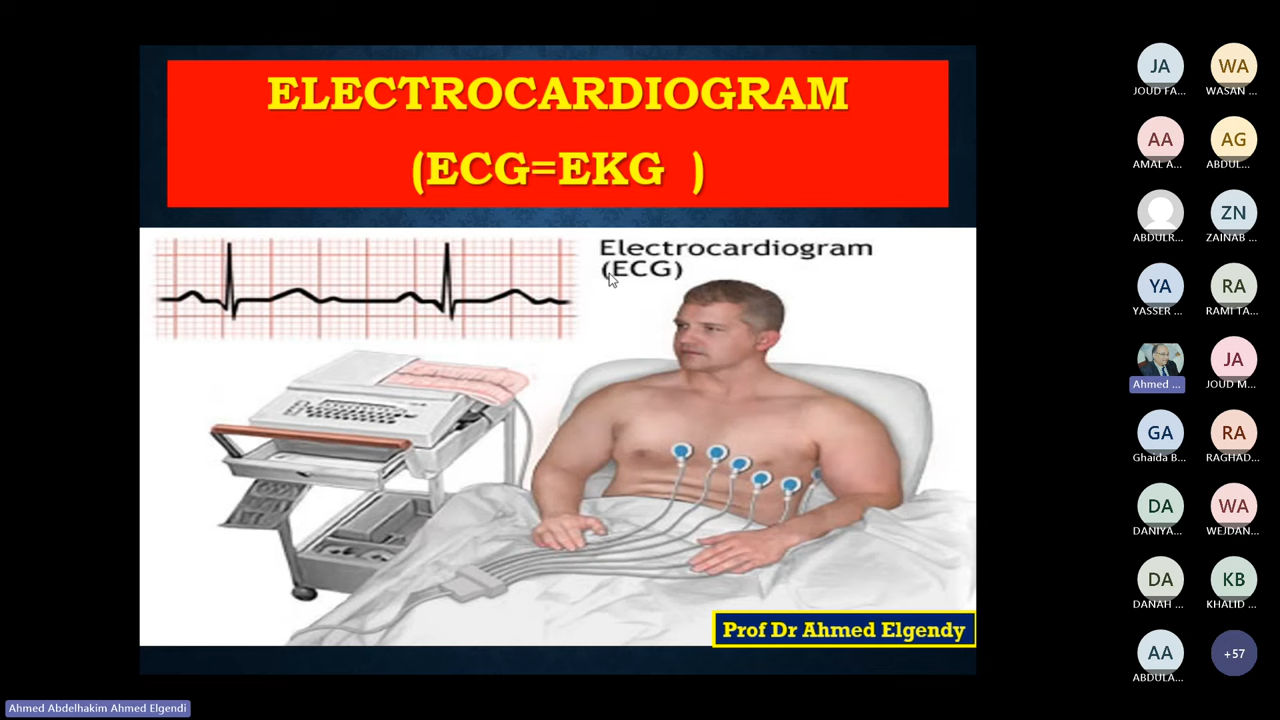 ELECTROCARDIOGRAM
(ECG=EKG )
Electrocardiogram
(ECG)
Prof Dr Ahmed Elgendy
JA
JOUD FA...
WA
WASAN ...
AA
AMAL A...
AG
ABDUL...
ABDULR...
ZN
ZAINAB ...
YA
YASSER ...
RA
RAMI TA...
Ahmed ...
JA
JOUD M...
GA
Ghaida B...
RA
RAGHAD...
DA
DANIYA...
WA
WEJDAN...
DA
DANAH ...
KB
KHALID ...
AA
ABDULA...
+57
Ahmed Abdelhakim Ahmed Elgendi